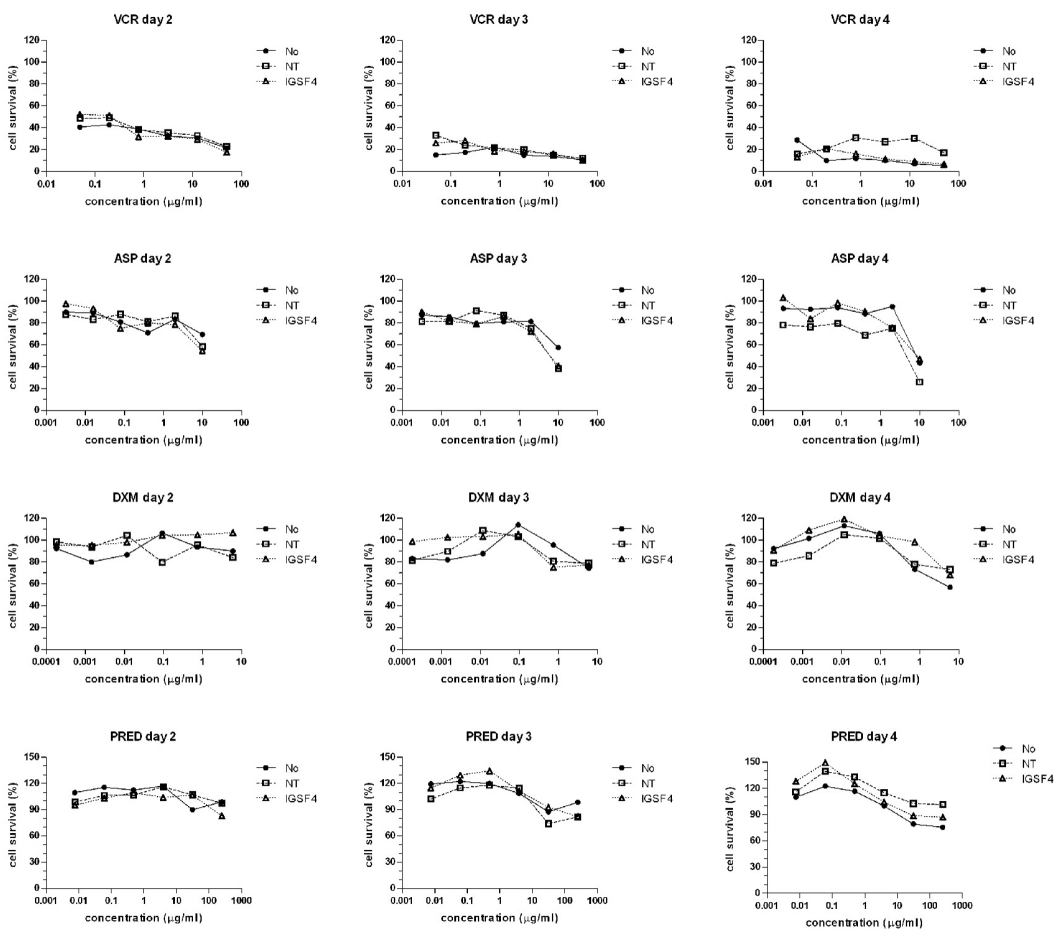 VCR day 2
cell survival (%)
120
100
80
60
40
20
0
0.01 0.1 1 10 100
concentration (µg/ml)
No
NT
IGSF4
VCR day 3
cell survival (%)
120
100
80
60
40
20
0
0.01 0.1 1 10 100
concentration (µg/ml)
No
NT
IGSF4
VCR day 4
cell survival (%)
120
100
80
60
40
20
0
0.01 0.1 1 10 100
concentration (µg/ml)
No
NT
IGSF4
ASP day 2
cell survival (%)
120
100
80
60
40
20
0
0.001 0.01 0.1 1 10 100
concentration (µg/ml)
No
NT
IGSF4
ASP day 3
cell survival (%)
120
100
80
60
40
20
0
0.001 0.01 0.1 1 10 100
concentration (µg/ml)
No
NT
IGSF4
ASP day 4
cell survival (%)
120
100
80
60
40
20
0
0.001 0.01 0.1 1 10 100
concentration (µg/ml)
No
NT
IGSF4
DXM day 2
cell survival (%)
120
100
80
60
40
20
0
0.0001 0.001 0.01 0.1 1 10
concentration (µg/ml)
No
NT
IGSF4
DXM day 3
cell survival (%)
120
100
80
60
40
20
0
0.0001 0.001 0.01 0.1 1 10
concentration (µg/ml)
No
NT
IGSF4
DXM day 4
cell survival (%)
120
100
80
60
40
20
0
0.0001 0.001 0.01 0.1 1 10
concentration (µg/ml)
No
NT
IGSF4
PRED day 2
cell survival (%)
150
120
90
60
30
0
0.001 0.01 0.1 1 10 100 1000
concentration (µg/ml)
No
NT
IGSF4
PRED day 3
cell survival (%)
150
120
90
60
30
0
0.001 0.01 0.1 1 10 100 1000
concentration (µg/ml)
No
NT
IGSF4
PRED day 4
cell survival (%)
150
120
90
60
30
0
0.001 0.01 0.1 1 10 100 1000
concentration (µg/ml)
No
NT
IGSF4